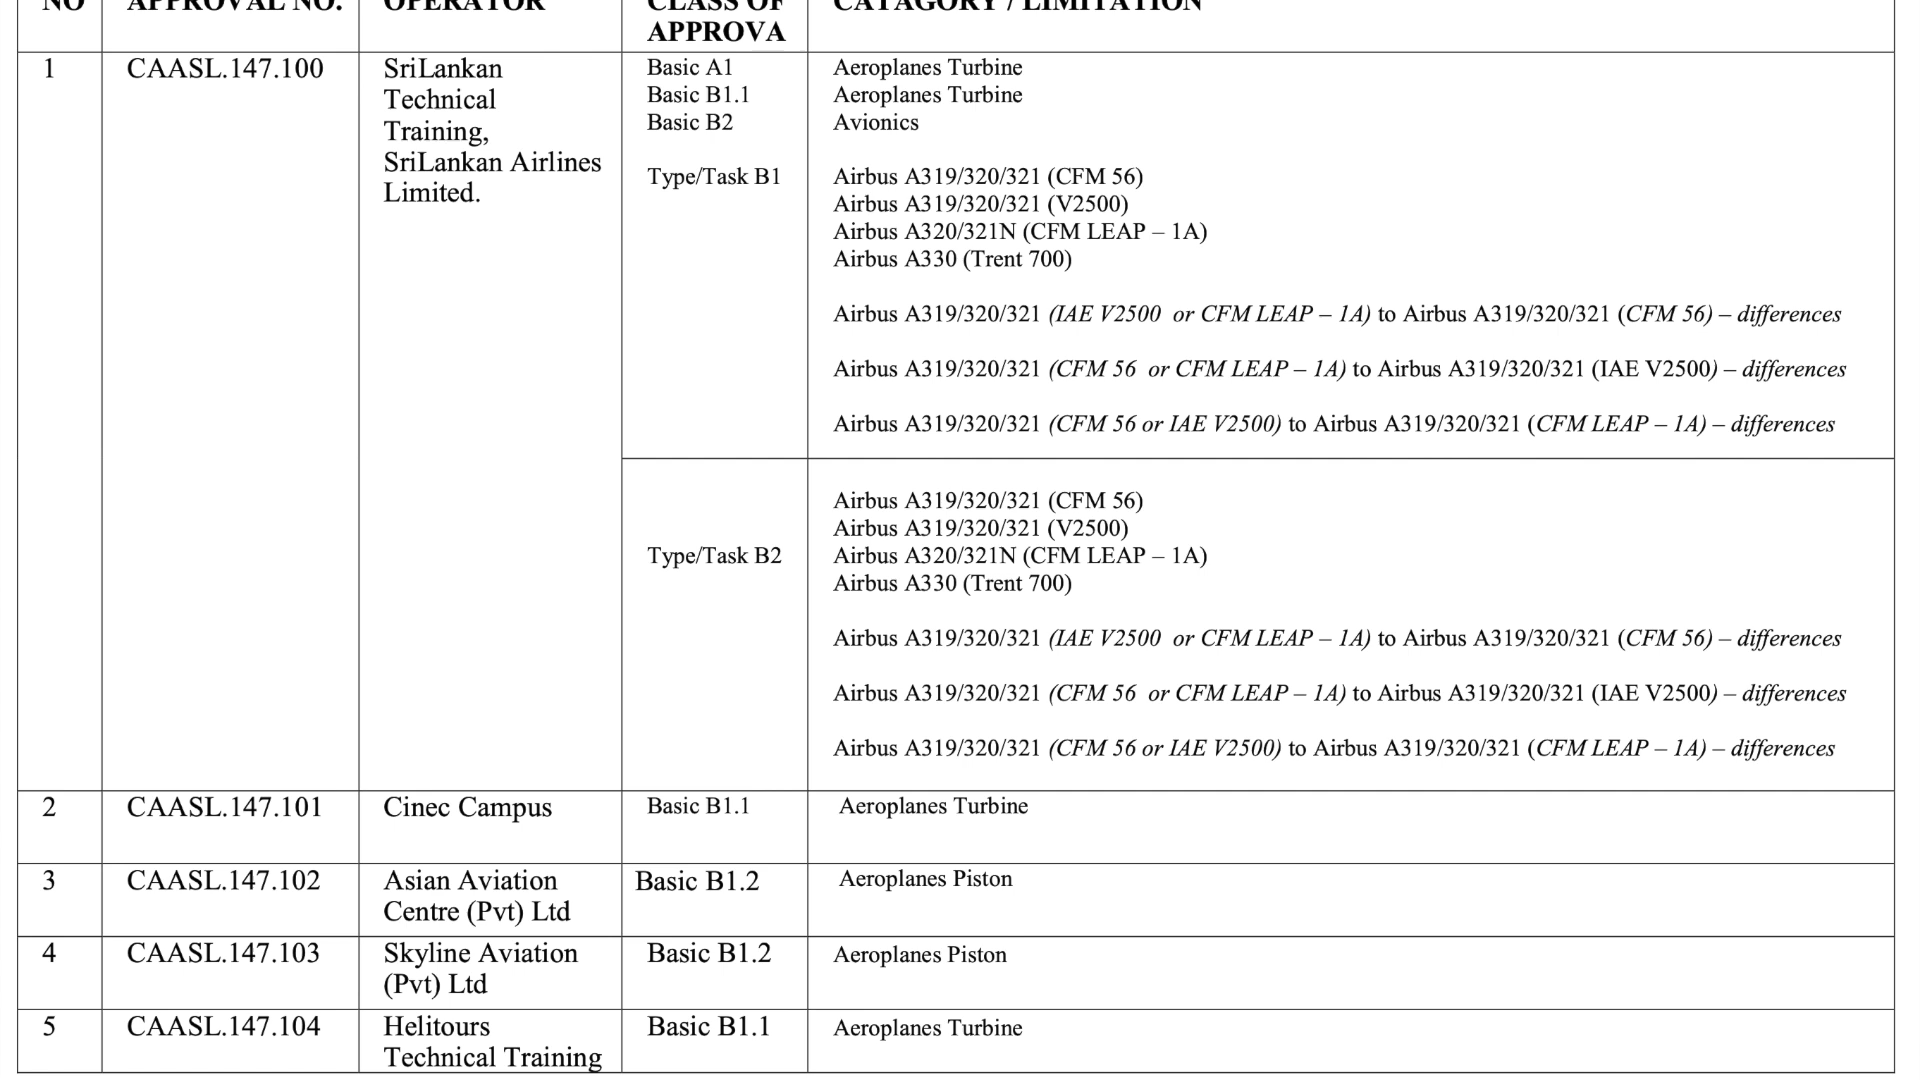 NO APPROVAL NO. OPERATOR CLASS OF CATAGORY / LIMITATION
APPROVA
1 CAASL.147.100 SriLankan Basic A1 Aeroplanes Turbine
Technical Basic B1.1 Aeroplanes Turbine
Training, Basic B2 Avionics
SriLankan Airlines Type/Task B1 Airbus A319/320/321 (CFM 56)
Limited. Airbus A319/320/321 (V2500)
Airbus A320/321N (CFM LEAP – 1A)
Airbus A330 (Trent 700)
Airbus A319/320/321 (IAE V2500 or CFM LEAP – 1A) to Airbus A319/320/321 (CFM 56) – differences
Airbus A319/320/321 (CFM 56 or CFM LEAP – 1A) to Airbus A319/320/321 (IAE V2500) – differences
Airbus A319/320/321 (CFM 56 or IAE V2500) to Airbus A319/320/321 (CFM LEAP – 1A) – differences
Airbus A319/320/321 (CFM 56)
Airbus A319/320/321 (V2500)
Type/Task B2 Airbus A320/321N (CFM LEAP – 1A)
Airbus A330 (Trent 700)
Airbus A319/320/321 (IAE V2500 or CFM LEAP – 1A) to Airbus A319/320/321 (CFM 56) – differences
Airbus A319/320/321 (CFM 56 or CFM LEAP – 1A) to Airbus A319/320/321 (IAE V2500) – differences
Airbus A319/320/321 (CFM 56 or IAE V2500) to Airbus A319/320/321 (CFM LEAP – 1A) – differences
2 CAASL.147.101 Cinec Campus Basic B1.1 Aeroplanes Turbine
3 CAASL.147.102 Asian Aviation Basic B1.2 Aeroplanes Piston
Centre (Pvt) Ltd
4 CAASL.147.103 Skyline Aviation Basic B1.2 Aeroplanes Piston
(Pvt) Ltd
5 CAASL.147.104 Helitours Basic B1.1 Aeroplanes Turbine
Technical Training